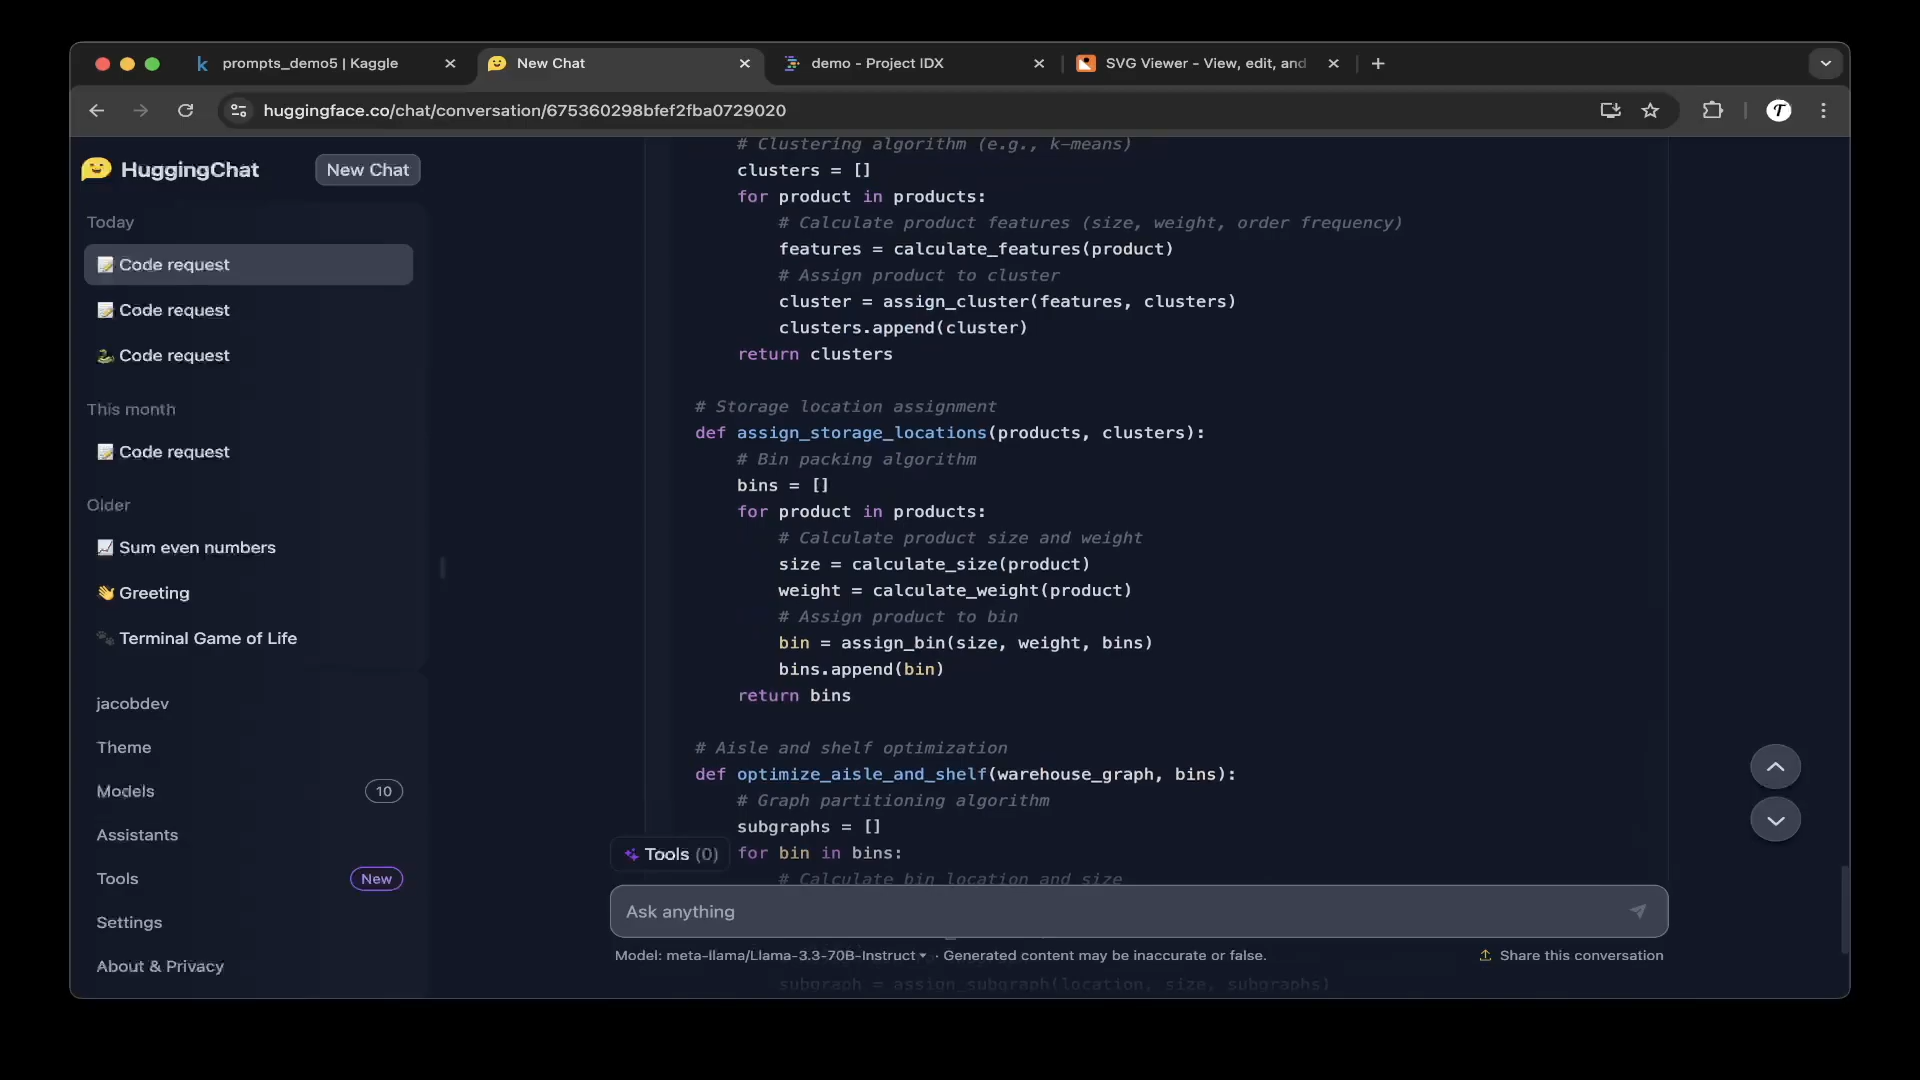 prompts_demo5 | Kaggle
New Chat
demo - Project IDX
SVG Viewer - View, edit, and
huggingface.co/chat/conversation/675360298bfef2fba0729020
HuggingChat
New Chat
Today
Code request
Code request
Code request
This month
Code request
Older
Sum even numbers
Greeting
Terminal Game of Life
jacobdev
Theme
Models
10
Assistants
Tools
New
Settings
About & Privacy
# Clustering algorithm (e.g., k-means)
clusters = []
for product in products:
# Calculate product features (size, weight, order frequency)
features = calculate_features(product)
# Assign product to cluster
cluster = assign_cluster(features, clusters)
clusters.append(cluster)
return clusters
# Storage location assignment
def assign_storage_locations(products, clusters):
# Bin packing algorithm
bins = []
for product in products:
# Calculate product size and weight
size = calculate_size(product)
weight = calculate_weight(product)
# Assign product to bin
bin = assign_bin(size, weight, bins)
bins.append(bin)
return bins
# Aisle and shelf optimization
def optimize_aisle_and_shelf(warehouse_graph, bins):
# Graph partitioning algorithm
subgraphs = []
for bin in bins:
# Calculate bin location and size
Tools (0)
Ask anything
Model: meta-llama/Llama-3.3-70B-Instruct · Generated content may be inaccurate or false.
Share this conversation
subgraph = assign_subgraph(location, size, subgraphs)